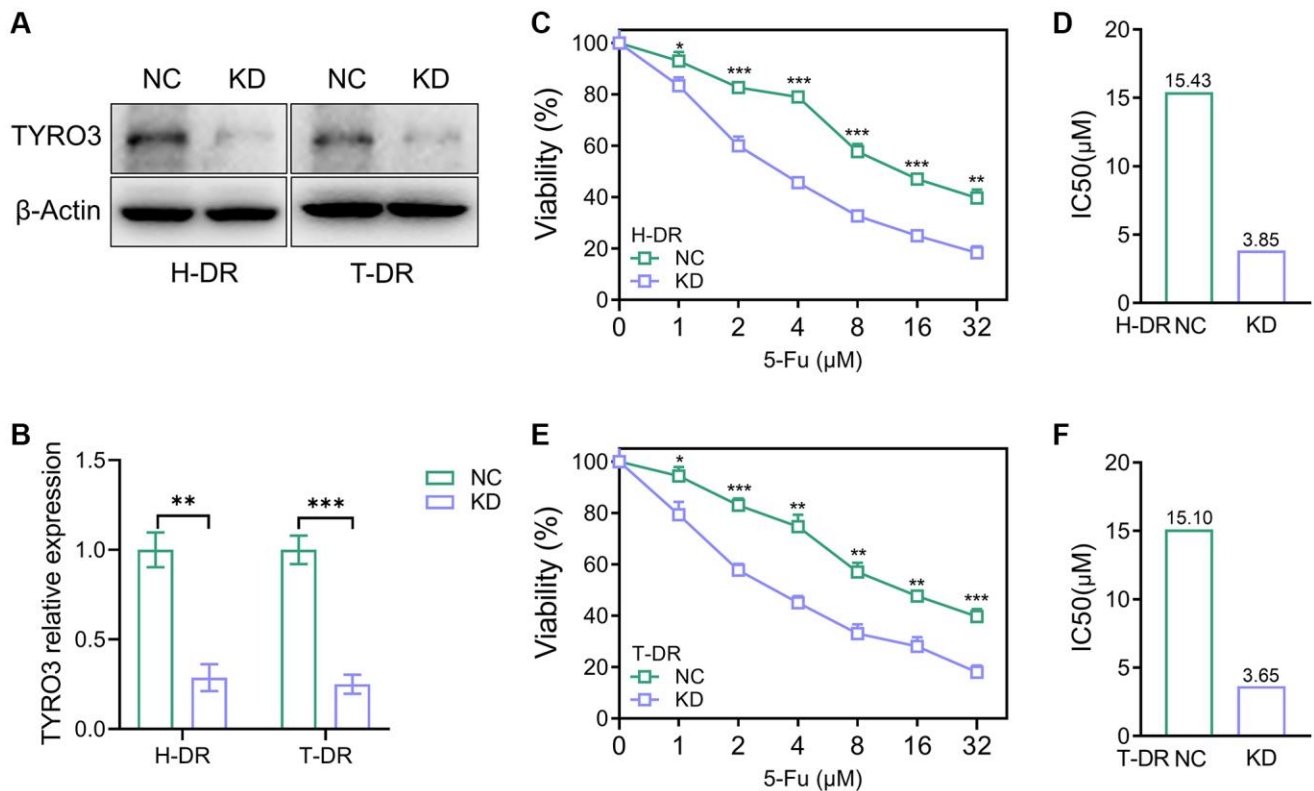 A
NC KD NC KD
TYRO3
β-Actin
H-DR T-DR
B
TYRO3 relative expression
1.5
1.0
0.5
0.0
** ***
NC
KD
H-DR T-DR
C
Viability (%)
100
80
60
40
20
0
* *** *** *** *** **
H-DR
NC
KD
0 1 2 4 8 16 32
5-Fu (μM)
D
IC50(μM)
20
15
10
5
0
15.43
3.85
H-DR NC KD
E
Viability (%)
100
80
60
40
20
0
* *** ** ** ** ***
T-DR
NC
KD
0 1 2 4 8 16 32
5-Fu (μM)
F
IC50(μM)
20
15
10
5
0
15.10
3.65
T-DR NC KD